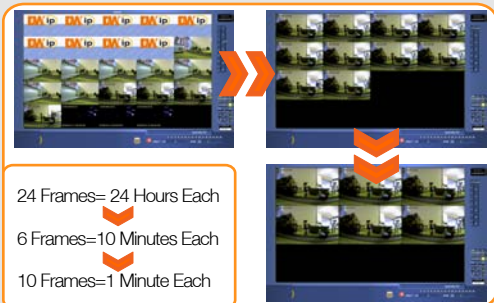 DW ip DW ip DW ip DW ip DW ip
DW ip DW ip DW ip DW ip
24 Frames= 24 Hours Each
6 Frames=10 Minutes Each
10 Frames=1 Minute Each